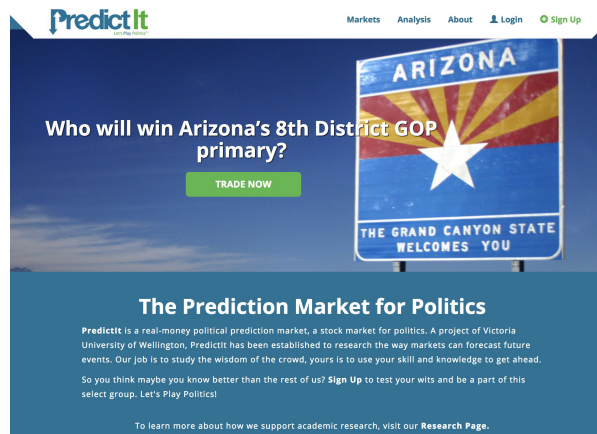 PredictIt
Let's Play Politics™
Markets Analysis About Login Sign Up
ARIZONA
Who will win Arizona's 8th District GOP
primary?
TRADE NOW
THE GRAND CANYON STATE
WELCOMES YOU
The Prediction Market for Politics
PredictIt is a real-money political prediction market, a stock market for politics. A project of Victoria
University of Wellington, PredictIt has been established to research the way markets can forecast future
events. Our job is to study the wisdom of the crowd, yours is to use your skill and knowledge to get ahead.
So you think maybe you know better than the rest of us? Sign Up to test your wits and be a part of this
select group. Let's Play Politics!
To learn more about how we support academic research, visit our Research Page.